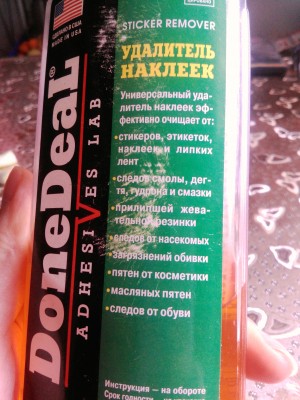 STICKER REMOVER
УДАЛИТЕЛЬ
НАКЛЕЕК
Универсальный уда-
литель наклеек эф-
фективно очищает от:
•стикеров, этикеток,
наклеек и липких
лент
•следов смолы, дег-
тя, гудрона и смазки
•прилипшей жева-
тельной резинки
•следов от насекомых
•загрязнений обивки
•пятен от косметики
•масляных пятен
•следов от обуви
Инструкция — на обороте
Срок годности —
DoneDeaL®
ADHESIVES LAB
СДЕЛАНО В США
MADE IN USA